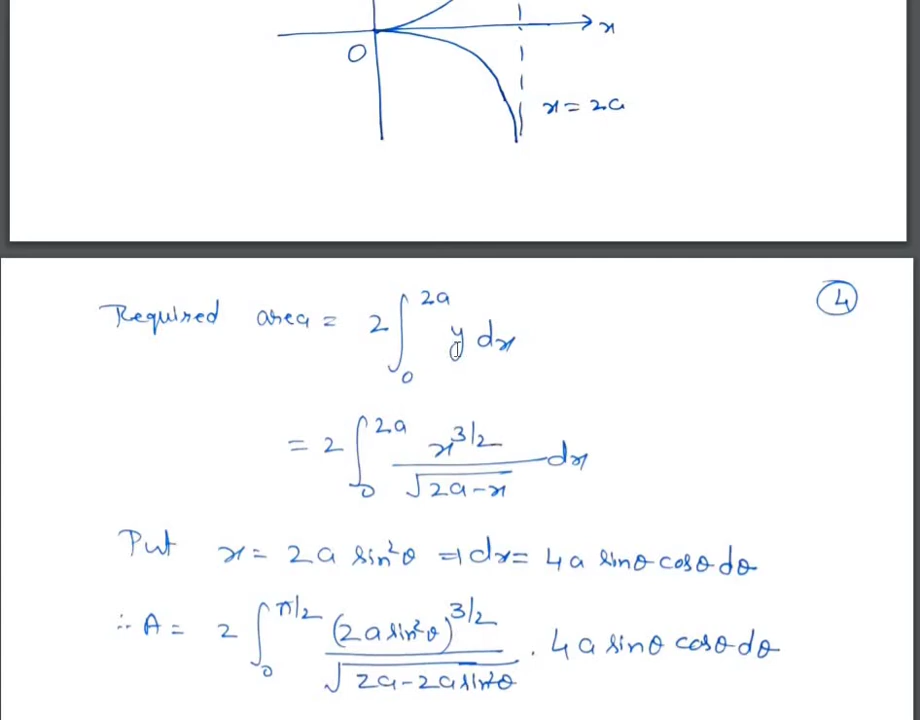 x
O
x = 2a
4
Required area = 2 ∫₀^{2a} y dx
= 2 ∫₀^{2a} x^{3/2} / √(2a-x) dx
Put x = 2a sin²θ ⇒ dx = 4a sinθ cosθ dθ
∴ A = 2 ∫₀^{π/2} (2a sin²θ)^{3/2} / √(2a-2a sin²θ) . 4a sinθ cosθ dθ